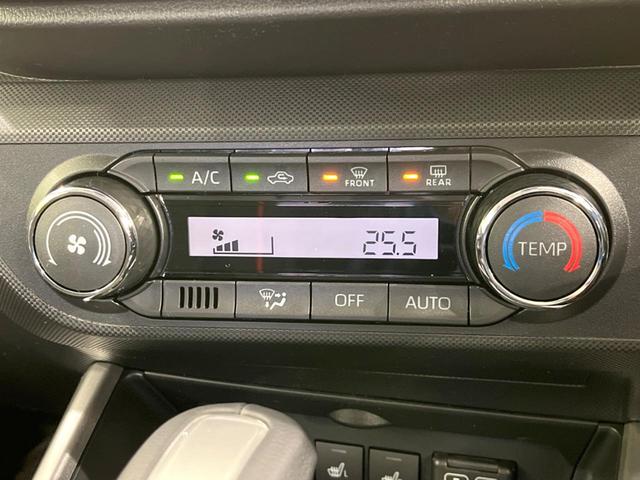 A/C
FRONT
REAR
25.5
TEMP
OFF
AUTO
L